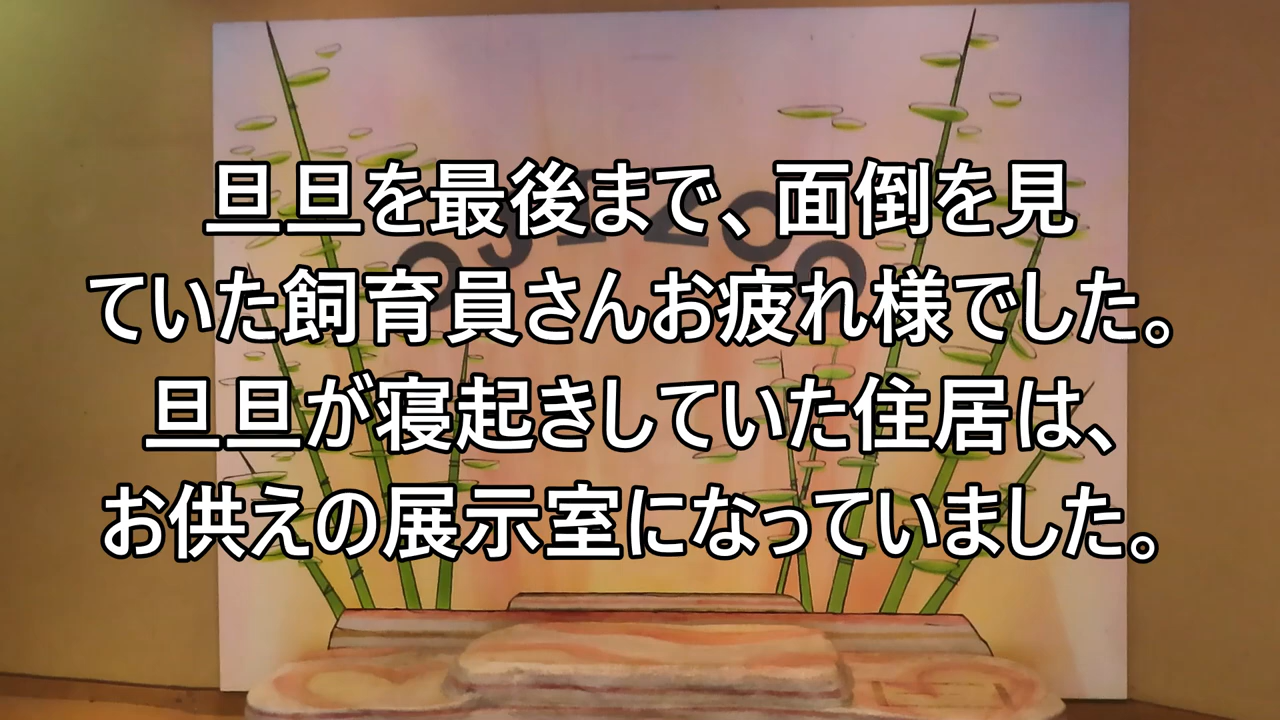 旦旦を最後まで、面倒を見
ていた飼育員さんお疲れ様でした。
旦旦が寝起きしていた住居は、
お供えの展示室になっていました。
OJI ZOO